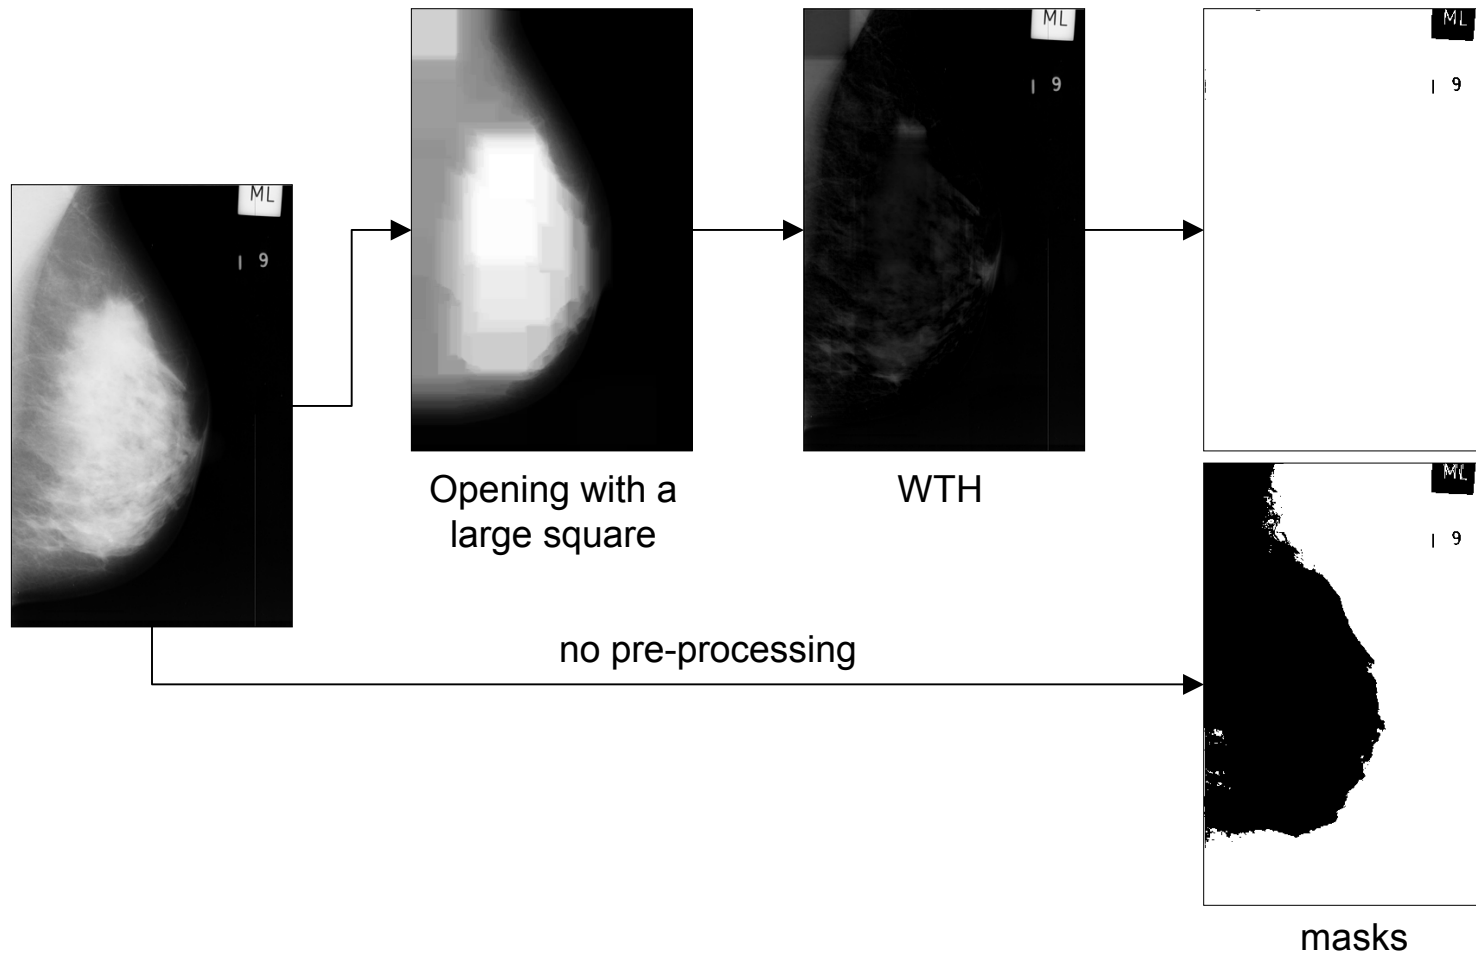 ML
I 9
ML
I 9
ML
I 9
Opening with a
large square
WTH
ML
I 9
no pre-processing
masks